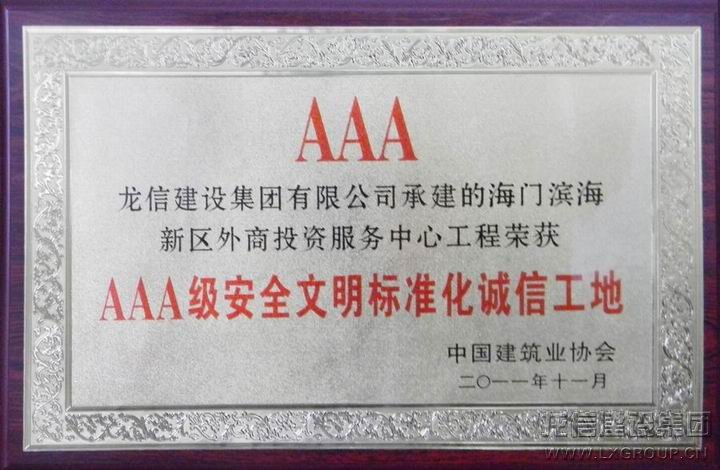 AAA
龙信建设集团有限公司承建的海门滨海
新区外商投资服务中心工程荣获
AAA级安全文明标准化诚信工地
中国建筑业协会
二〇一一年十一月
龙信建设集团
WWW.LXGROUP.CN